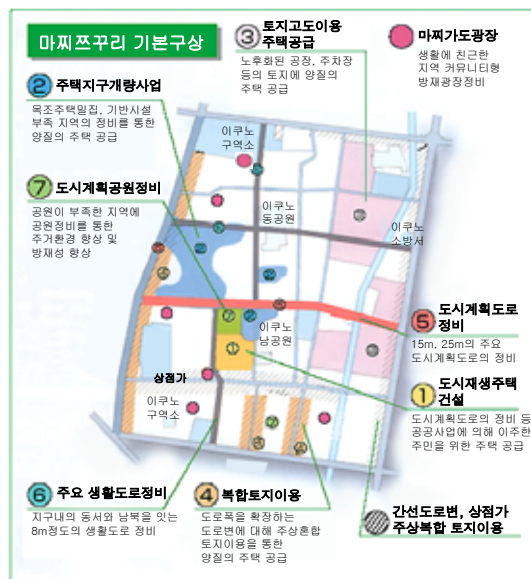 마찌쯔꾸리 기본구상
③ 토지고도이용
주택공급
노후화된 공장, 주차장
등의 토지에 양질의
주택 공급
마찌가도광장
생활에 친근한
지역 커뮤니티형
방재광장정비
② 주택지구개량사업
목조주택밀집, 기반시설
부족 지역의 정비를 통한
양질의 주택 공급
⑦ 도시계획공원정비
공원이 부족한 지역에
공원정비를 통한
주거환경 향상 및
방재성 향상
이쿠노
구역소
이쿠노
동공원
이쿠노
소방서
이쿠노
남공원
상점가
이쿠노
구역소
⑤ 도시계획도로
정비
15m, 25m의 주요
도시계획도로의 정비
① 도시재생주택
건설
도시계획도로의 정비 등
공공사업에 의해 이주한
주민을 위한 주택 공급
⑥ 주요 생활도로정비
지구내의 동서와 남북을 잇는
8m정도의 생활도로 정비
④ 복합토지이용
도로폭을 확장하는
도로변에 대해 주상혼합
토지이용을 통한
양질의 주택 공급
간선도로변, 상점가
주상복합 토지이용